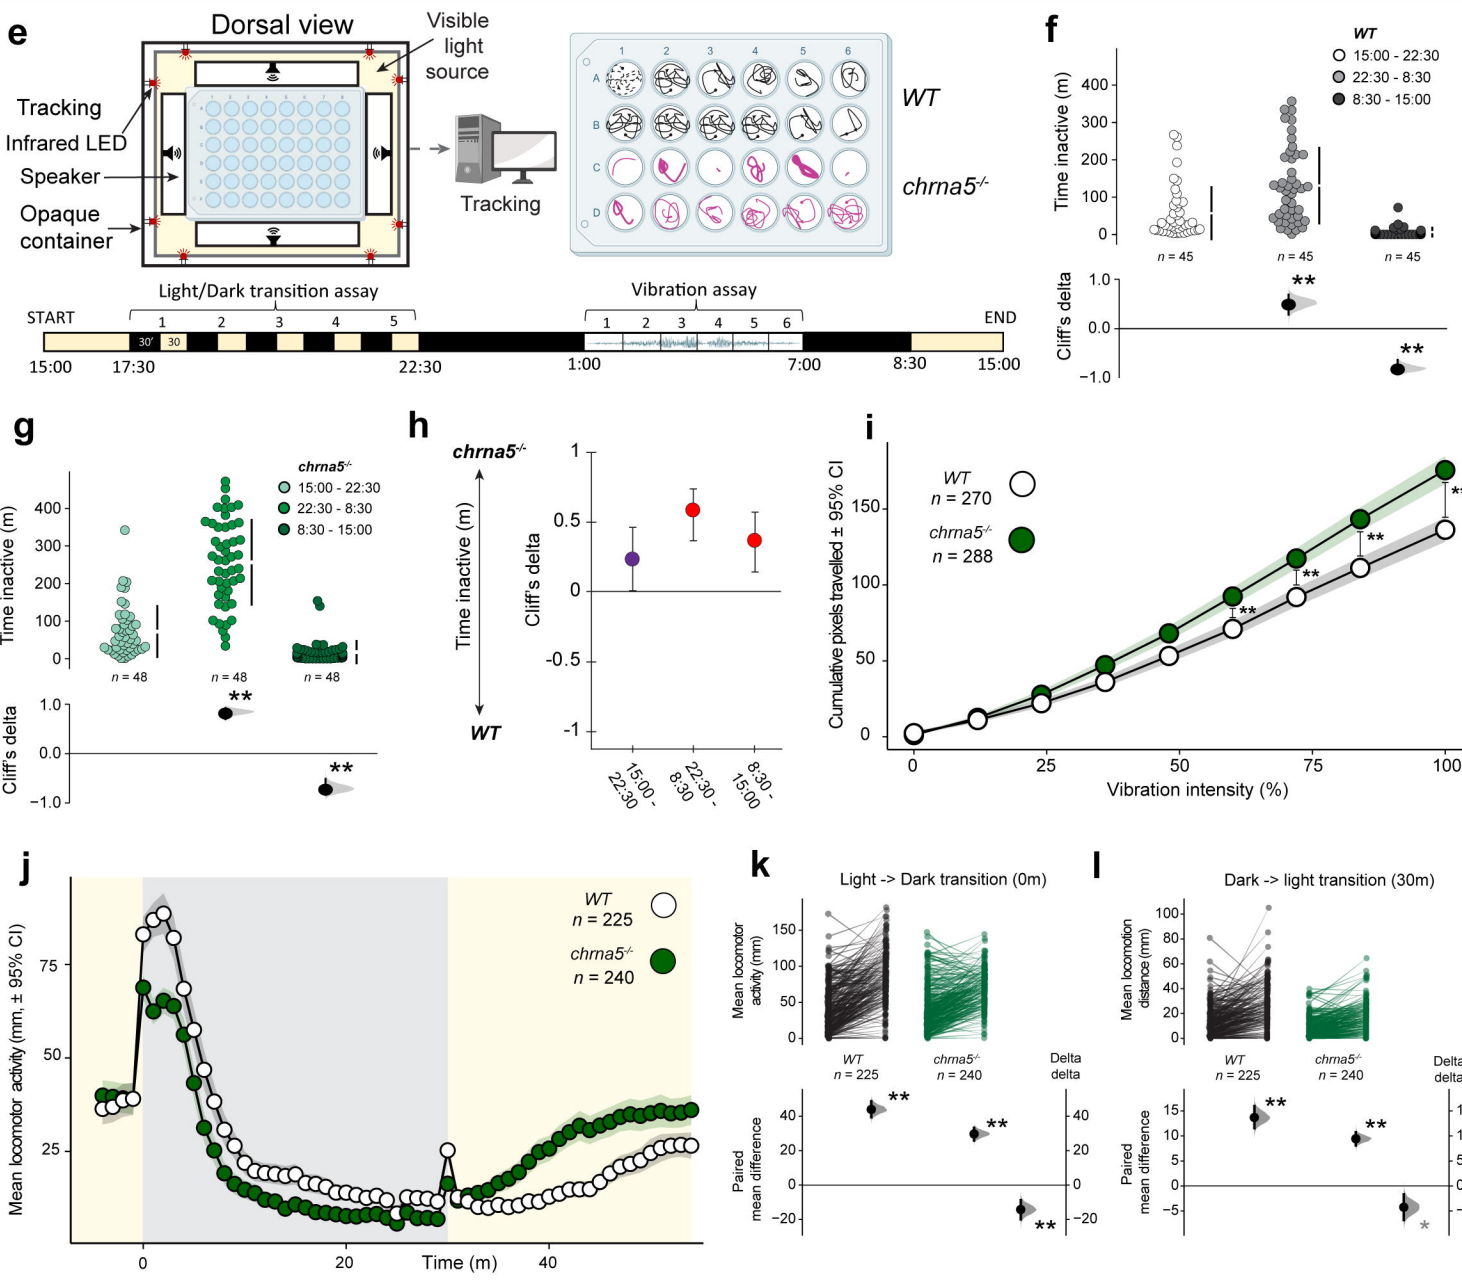 e
Dorsal view
Visible
light
source
Tracking
Infrared LED
Speaker
Opaque
container
Tracking
1 2 3 4 5 6
A
B
C
D
WT
chrna5-/-
Light/Dark transition assay
Vibration assay
START
1 2 3 4 5
1 2 3 4 5 6
END
30' 30
15:00 17:30 22:30 1:00 7:00 8:30 15:00
f
WT
15:00 - 22:30
22:30 - 8:30
8:30 - 15:00
Time inactive (m)
400
300
200
100
0
n = 45 n = 45 n = 45
Cliff's delta
1.0
0.0
−1.0
**
**
g
chrna5-/-
15:00 - 22:30
22:30 - 8:30
8:30 - 15:00
Time inactive (m)
400
300
200
100
0
n = 48 n = 48 n = 48
Cliff's delta
1.0
0.0
−1.0
**
**
h
chrna5-/-
Time inactive (m)
WT
Cliff's delta
1
0.5
0
-0.5
-1
15:00 -
22:30
22:30 -
8:30
8:30 -
15:00
i
WT
n = 270
chrna5-/-
n = 288
Cumulative pixels travelled ± 95% CI
150
100
50
0
** ** ** **
0 25 50 75 100
Vibration intensity (%)
j
WT
n = 225
chrna5-/-
n = 240
Mean locomotor activity (mm, ± 95% CI)
75
50
25
0 20 40
Time (m)
k
Light -> Dark transition (0m)
Mean locomotor
activity (mm)
150
100
50
0
WT
n = 225
chrna5-/-
n = 240
Delta
delta
Paired
mean difference
40
20
0
−20
**
**
**
40
20
0
−20
l
Dark -> light transition (30m)
Mean locomotion
distance (mm)
100
80
60
40
20
0
WT
n = 225
chrna5-/-
n = 240
Delta
delta
Paired
mean difference
15
10
5
0
−5
**
**
*